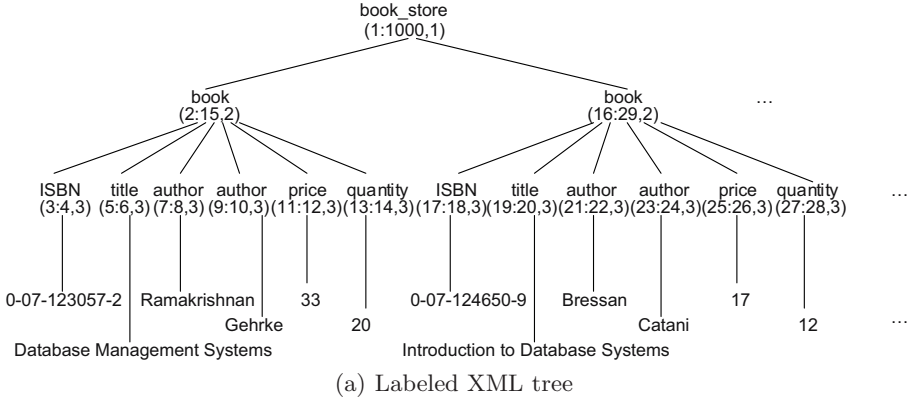 book_store
(1:1000,1)
book book ...
(2:15,2) (16:29,2)
ISBN title author author price quantity ISBN title author author price quantity ...
(3:4,3) (5:6,3) (7:8,3) (9:10,3) (11:12,3) (13:14,3) (17:18,3) (19:20,3) (21:22,3) (23:24,3) (25:26,3) (27:28,3)
0-07-123057-2 Ramakrishnan 33 0-07-124650-9 Bressan 17
Gehrke 20 Catani 12 ...
Database Management Systems Introduction to Database Systems
(a) Labeled XML tree